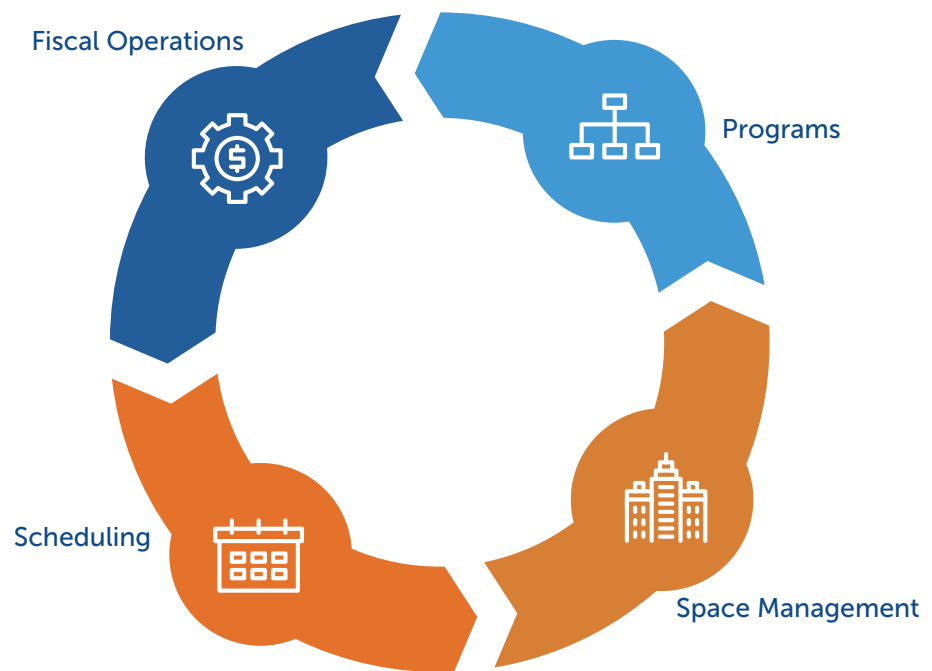 Fiscal Operations
Programs
Scheduling
Space Management
$